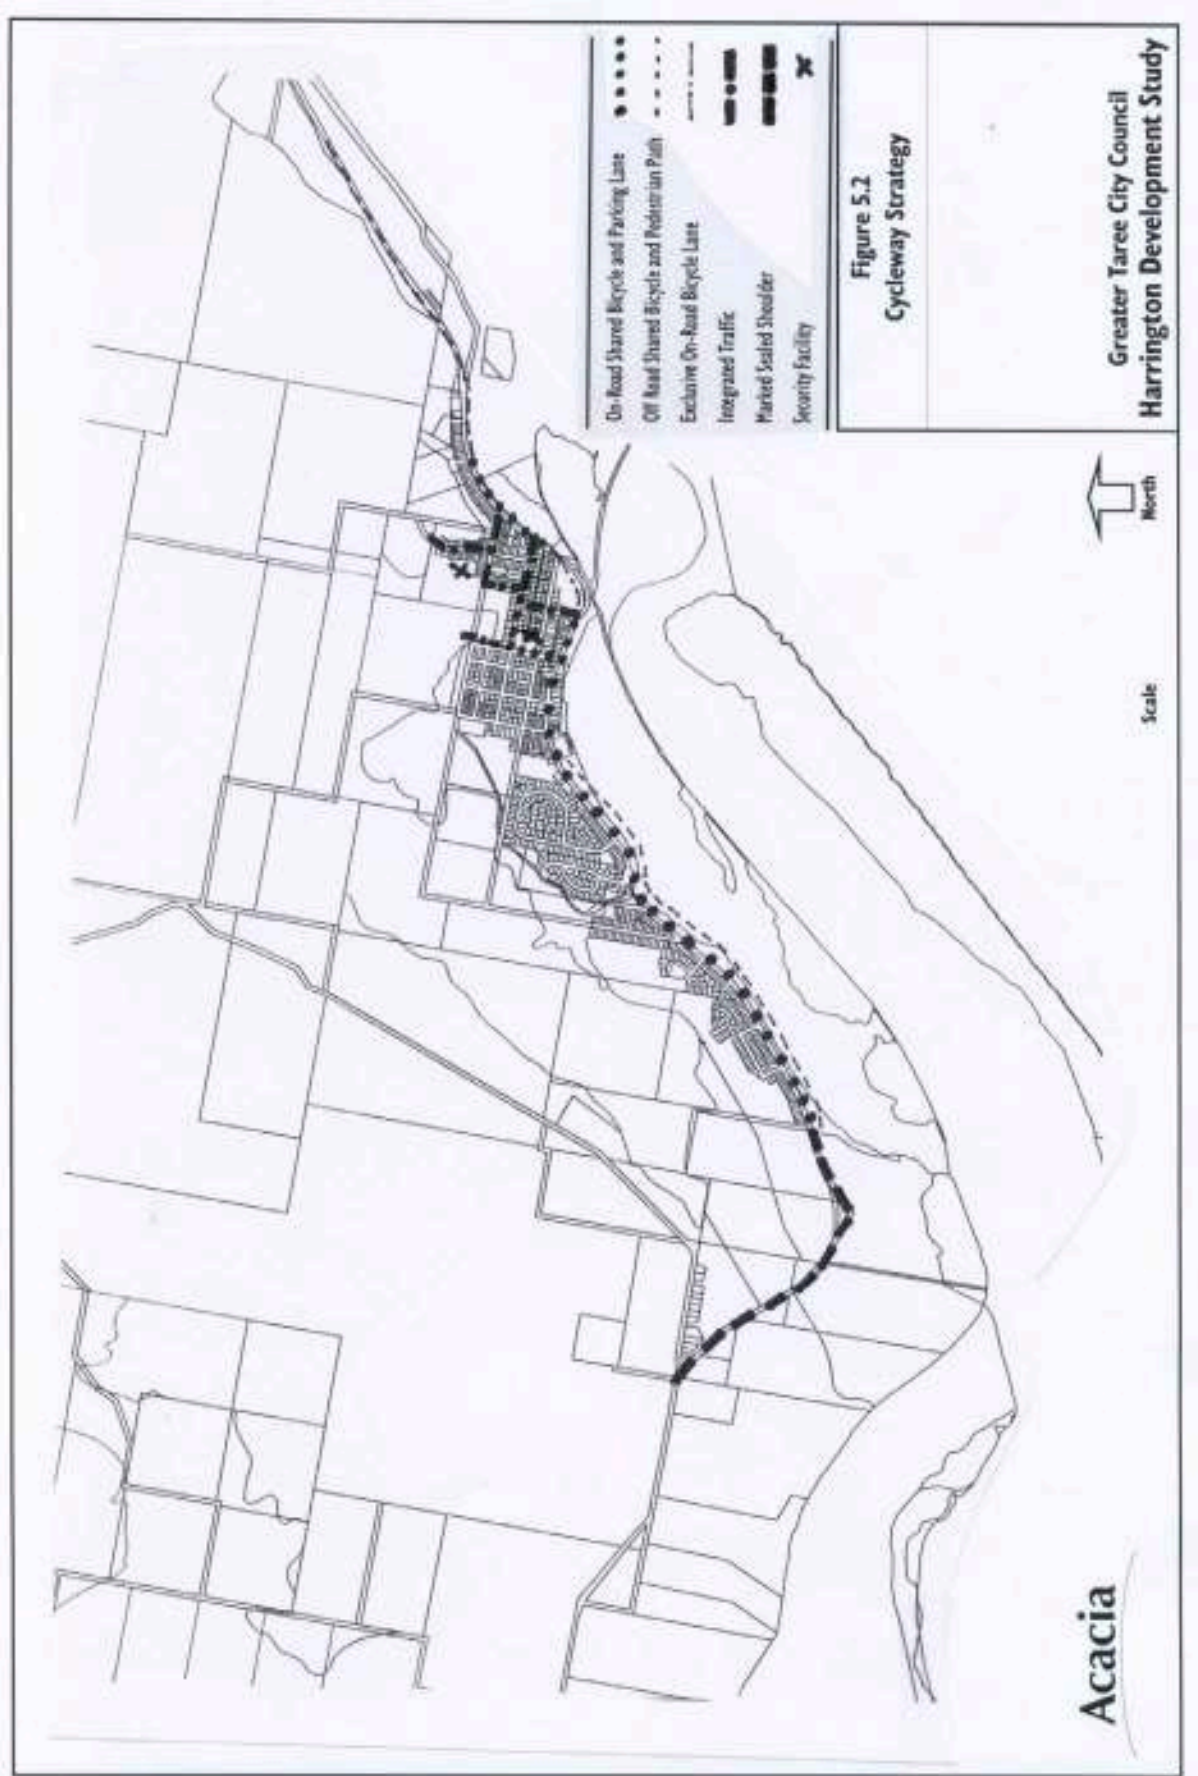 On-Road Shared Bicycle and Parking Lane
Off Road Shared Bicycle and Pedestrian Path
Exclusive On-Road Bicycle Lane
Integrated Traffic
Marked Sealed Shoulder
Security Facility
Figure 5.2
Cycleway Strategy
Greater Taree City Council
Harrington Development Study
North
Scale
Acacia